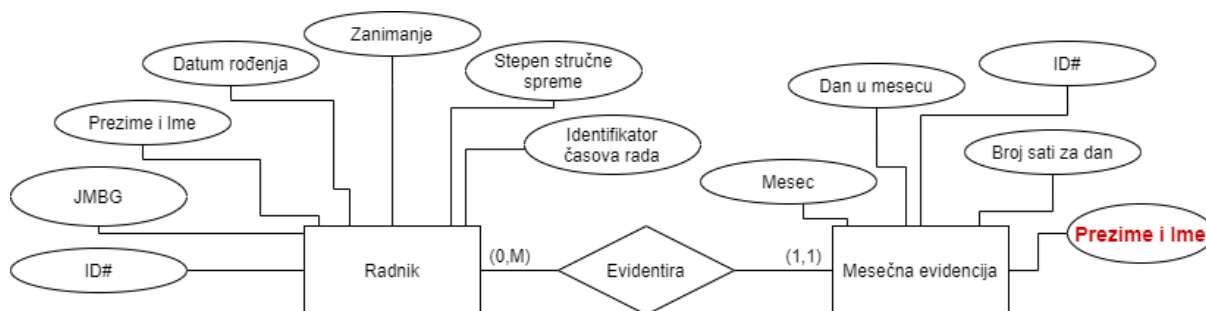 Zanimanje
Datum rođenja
Stepen stručne
spreme
ID#
Dan u mesecu
Prezime i Ime
Identifikator
časova rada
Broj sati za dan
Mesec
JMBG
Prezime i Ime
ID#
Radnik
(0,M)
Evidentira
(1,1)
Mesečna evidencija